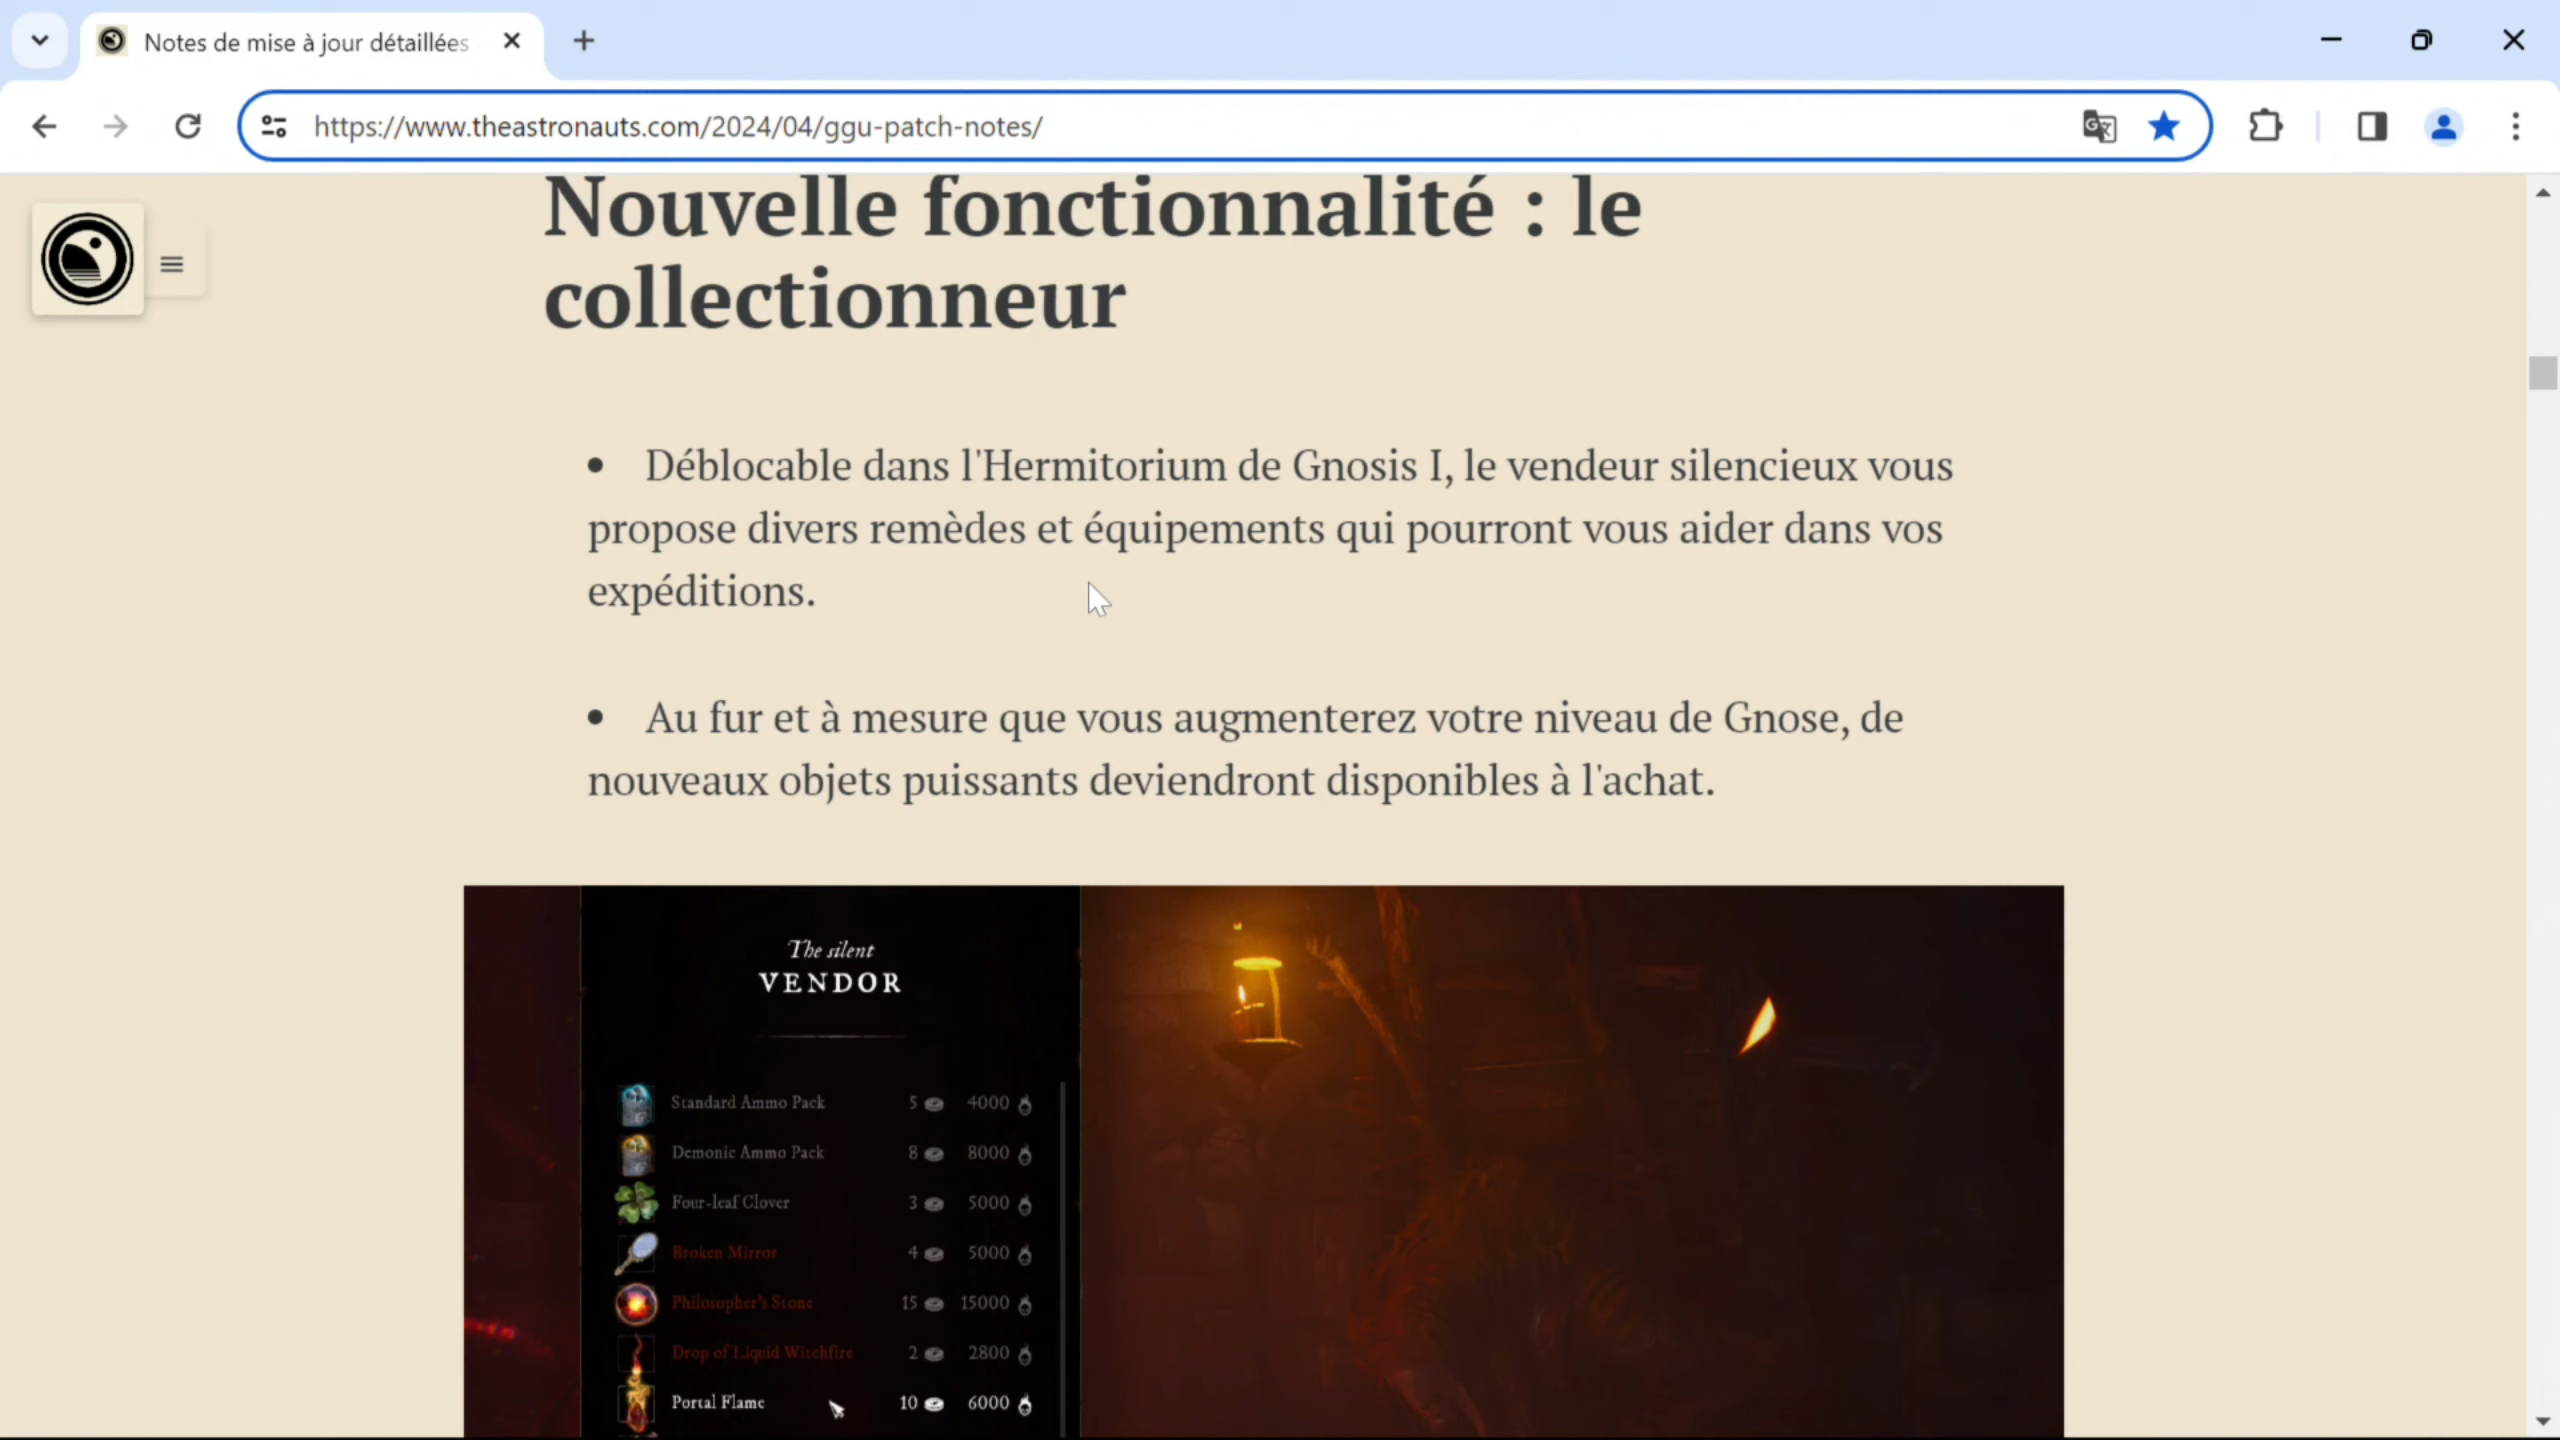 Notes de mise à jour détaillées
https://www.theastronauts.com/2024/04/ggu-patch-notes/
Nouvelle fonctionnalité : le
collectionneur
• Déblocable dans l'Hermitorium de Gnosis I, le vendeur silencieux vous
propose divers remèdes et équipements qui pourront vous aider dans vos
expéditions.
• Au fur et à mesure que vous augmenterez votre niveau de Gnose, de
nouveaux objets puissants deviendront disponibles à l'achat.
The silent
VENDOR
Standard Ammo Pack 5 4000
Demonic Ammo Pack 8 8000
Four-leaf Clover 3 5000
Broken Mirror 4 5000
Philosopher's Stone 15 15000
Drop of Liquid Witchfire 2 2800
Portal Flame 10 6000